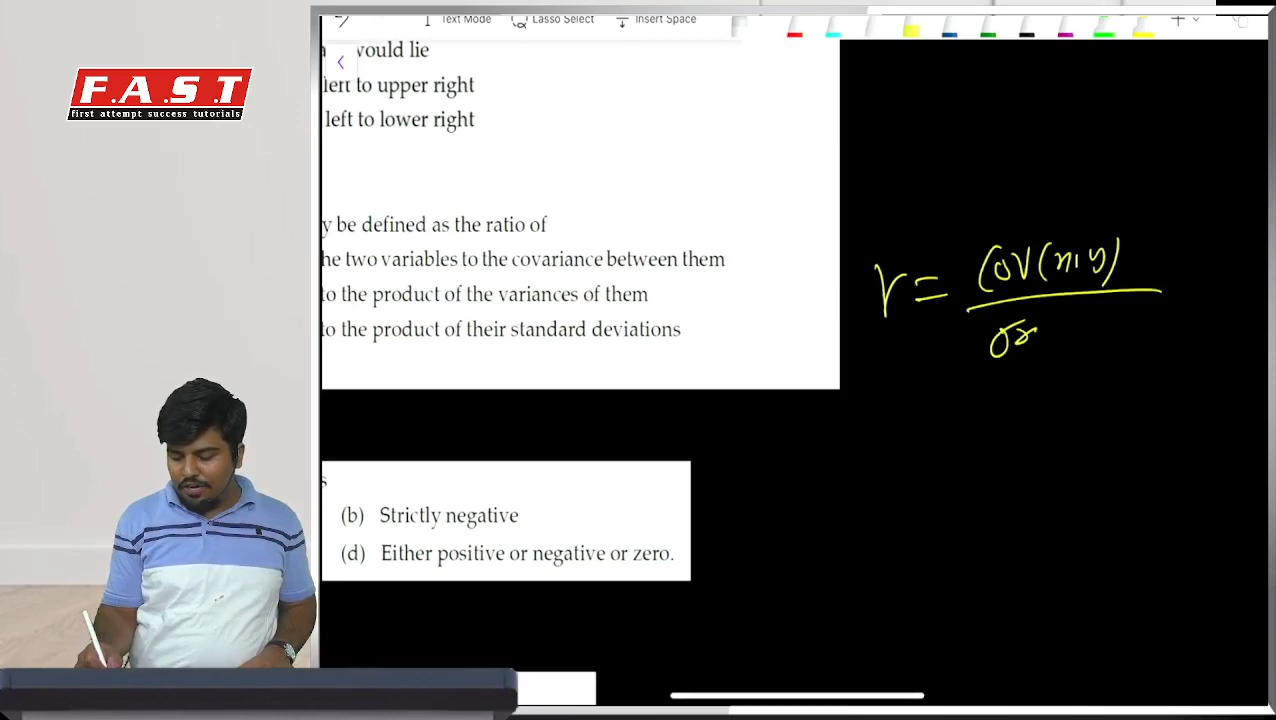 Text Mode Lasso Select Insert Space
would lie
left to upper right
left to lower right
F.A.S.T
first attempt success tutorials
y be defined as the ratio of
he two variables to the covariance between them
to the product of the variances of them
to the product of their standard deviations
r = Cov(x, y)
σx
s
(b) Strictly negative
(d) Either positive or negative or zero.